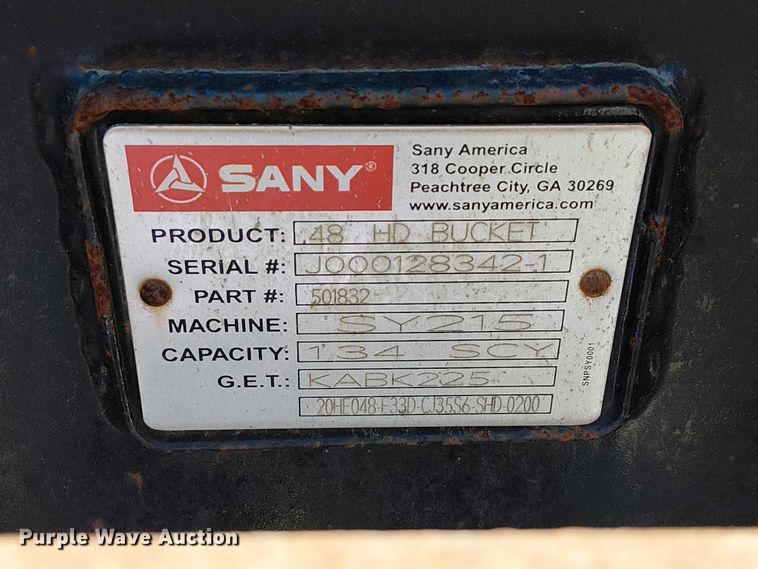 SANY®
Sany America
318 Cooper Circle
Peachtree City, GA 30269
www.sanyamerica.com
PRODUCT: 48 HD BUCKET
SERIAL #: J000128342-1
PART #: 501832
MACHINE: SY215
CAPACITY: 1.34 SCY
G.E.T.: KABK225
20HE048-F33D-CJ35S6-SHD-0200
SNPSY0001
Purple Wave Auction